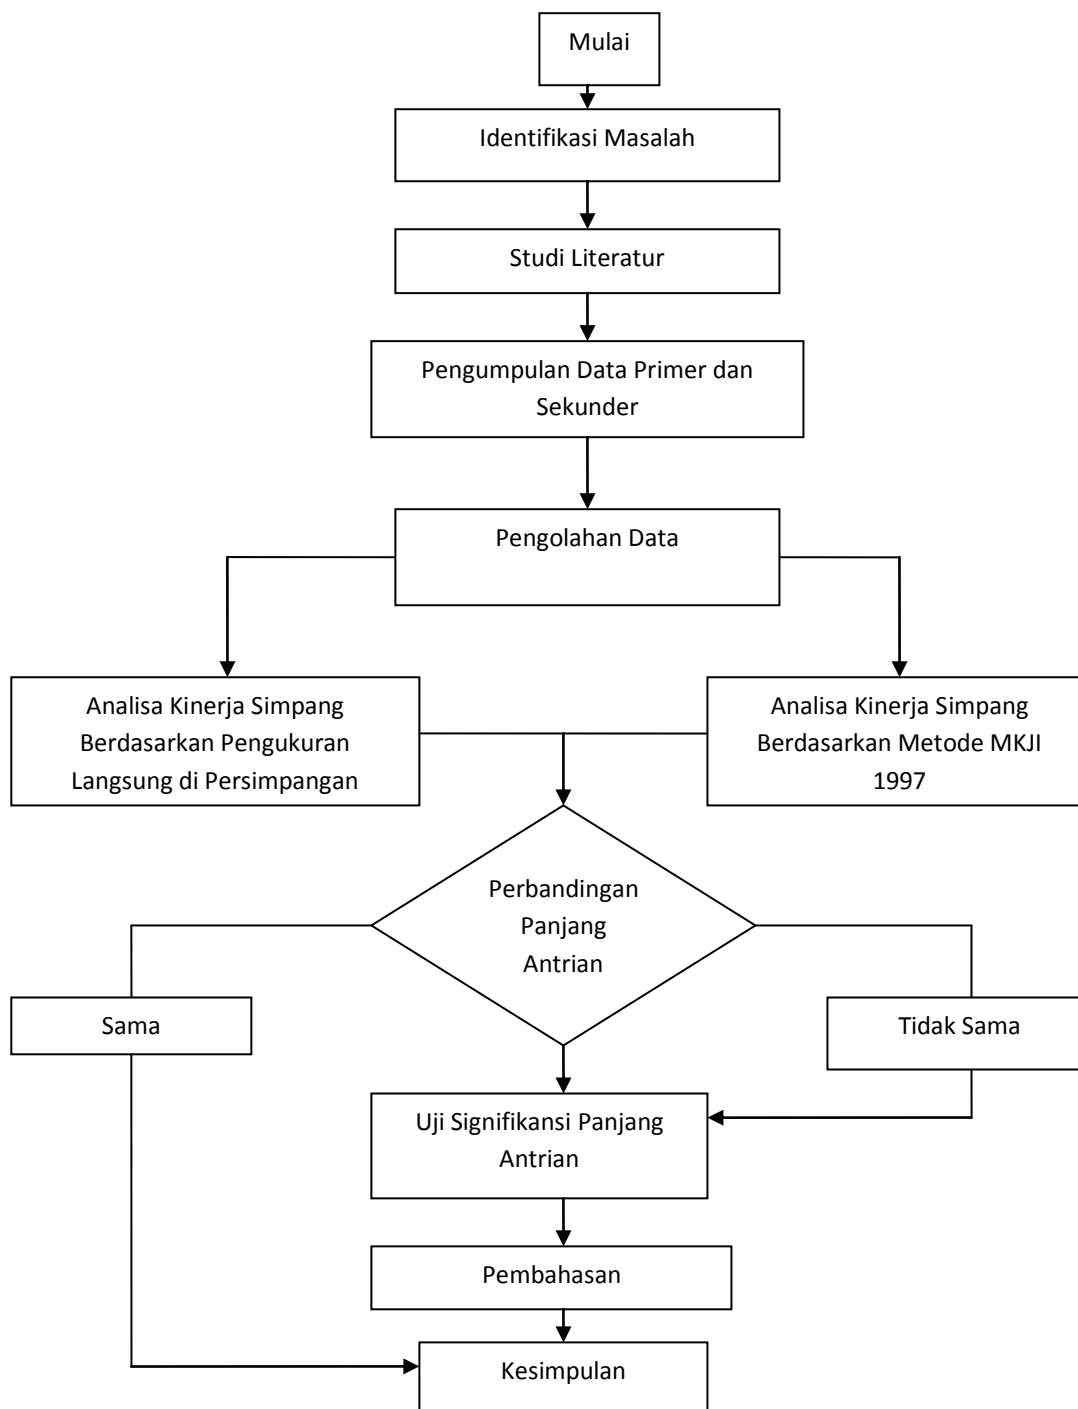 Mulai
Identifikasi Masalah
Studi Literatur
Pengumpulan Data Primer dan
Sekunder
Pengolahan Data
Analisa Kinerja Simpang
Berdasarkan Pengukuran
Langsung di Persimpangan
Analisa Kinerja Simpang
Berdasarkan Metode MKJI
1997
Perbandingan
Panjang
Antrian
Sama
Tidak Sama
Uji Signifikansi Panjang
Antrian
Pembahasan
Kesimpulan